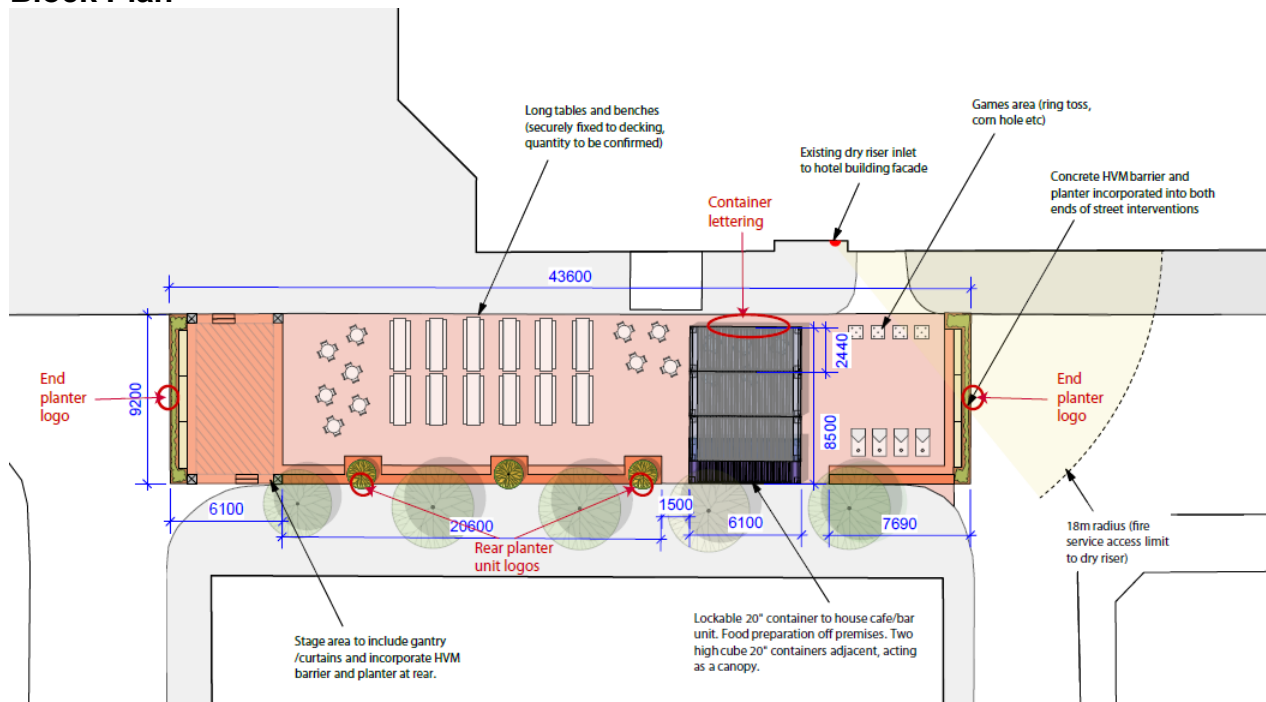 Block Plan
Long tables and benches
(securely fixed to decking,
quantity to be confirmed)
Games area (ring toss,
corn hole etc)
Existing dry riser inlet
to hotel building facade
Concrete HVM barrier and
planter incorporated into both
ends of street interventions
Container
lettering
43600
2440
End
planter
logo
9200
8500
End
planter
logo
6100
20600
1500
6100
7690
Rear planter
unit logos
18m radius (fire
service access limit
to dry riser)
Stage area to include gantry
/curtains and incorporate HVM
barrier and planter at rear.
Lockable 20" container to house cafe/bar
unit. Food preparation off premises. Two
high cube 20" containers adjacent, acting
as a canopy.